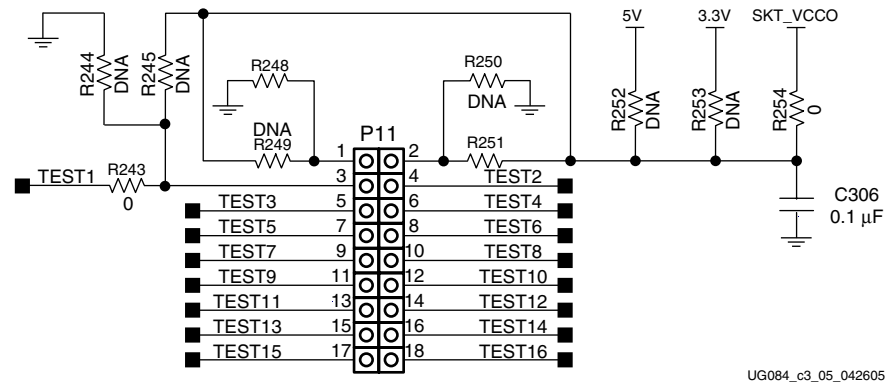 5V
3.3V
SKT_VCCO
R244
DNA
R245
DNA
R248
R250
DNA
R252
DNA
R253
DNA
R254
0
DNA
R249
P11
R251
1
2
TEST1
R243
0
3
4
TEST2
TEST3
5
6
TEST4
TEST5
7
8
TEST6
TEST7
9
10
TEST8
TEST9
11
12
TEST10
TEST11
13
14
TEST12
TEST13
15
16
TEST14
TEST15
17
18
TEST16
C306
0.1 µF
UG084_c3_05_042605